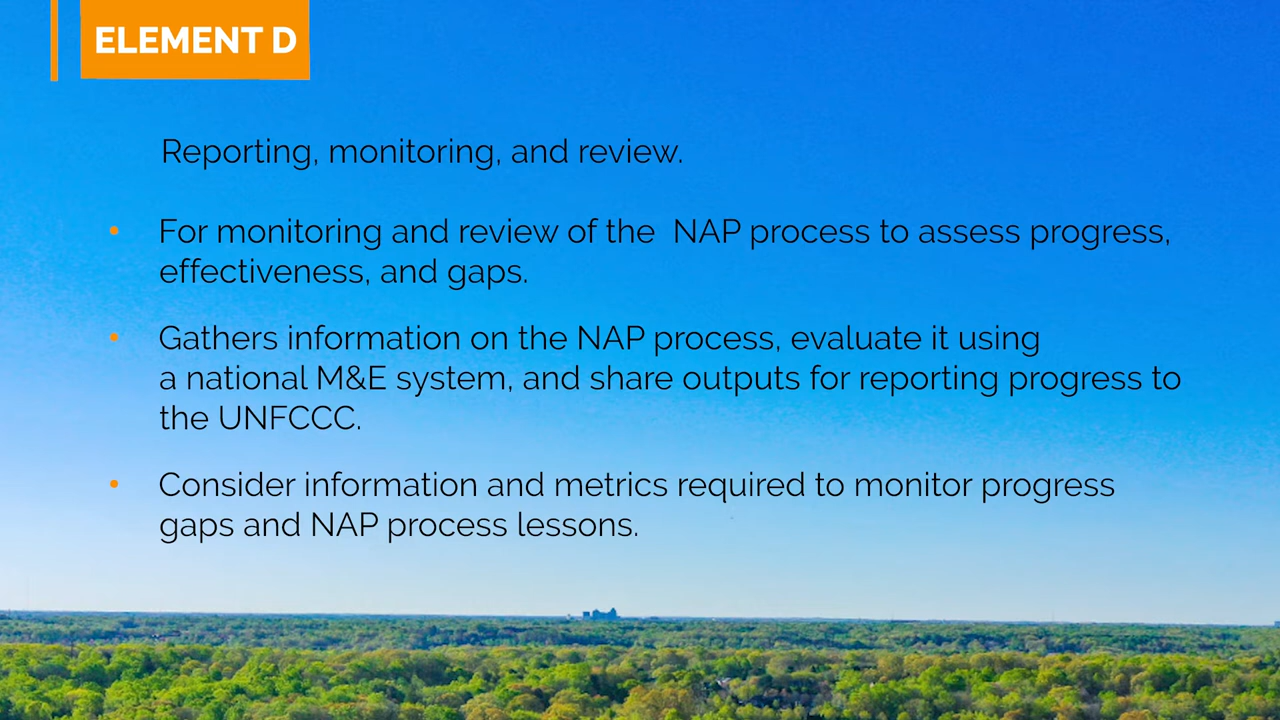 ELEMENT D
Reporting, monitoring, and review.
• For monitoring and review of the  NAP process to assess progress,
effectiveness, and gaps.
• Gathers information on the NAP process, evaluate it using
a national M&E system, and share outputs for reporting progress to
the UNFCCC.
• Consider information and metrics required to monitor progress
gaps and NAP process lessons.